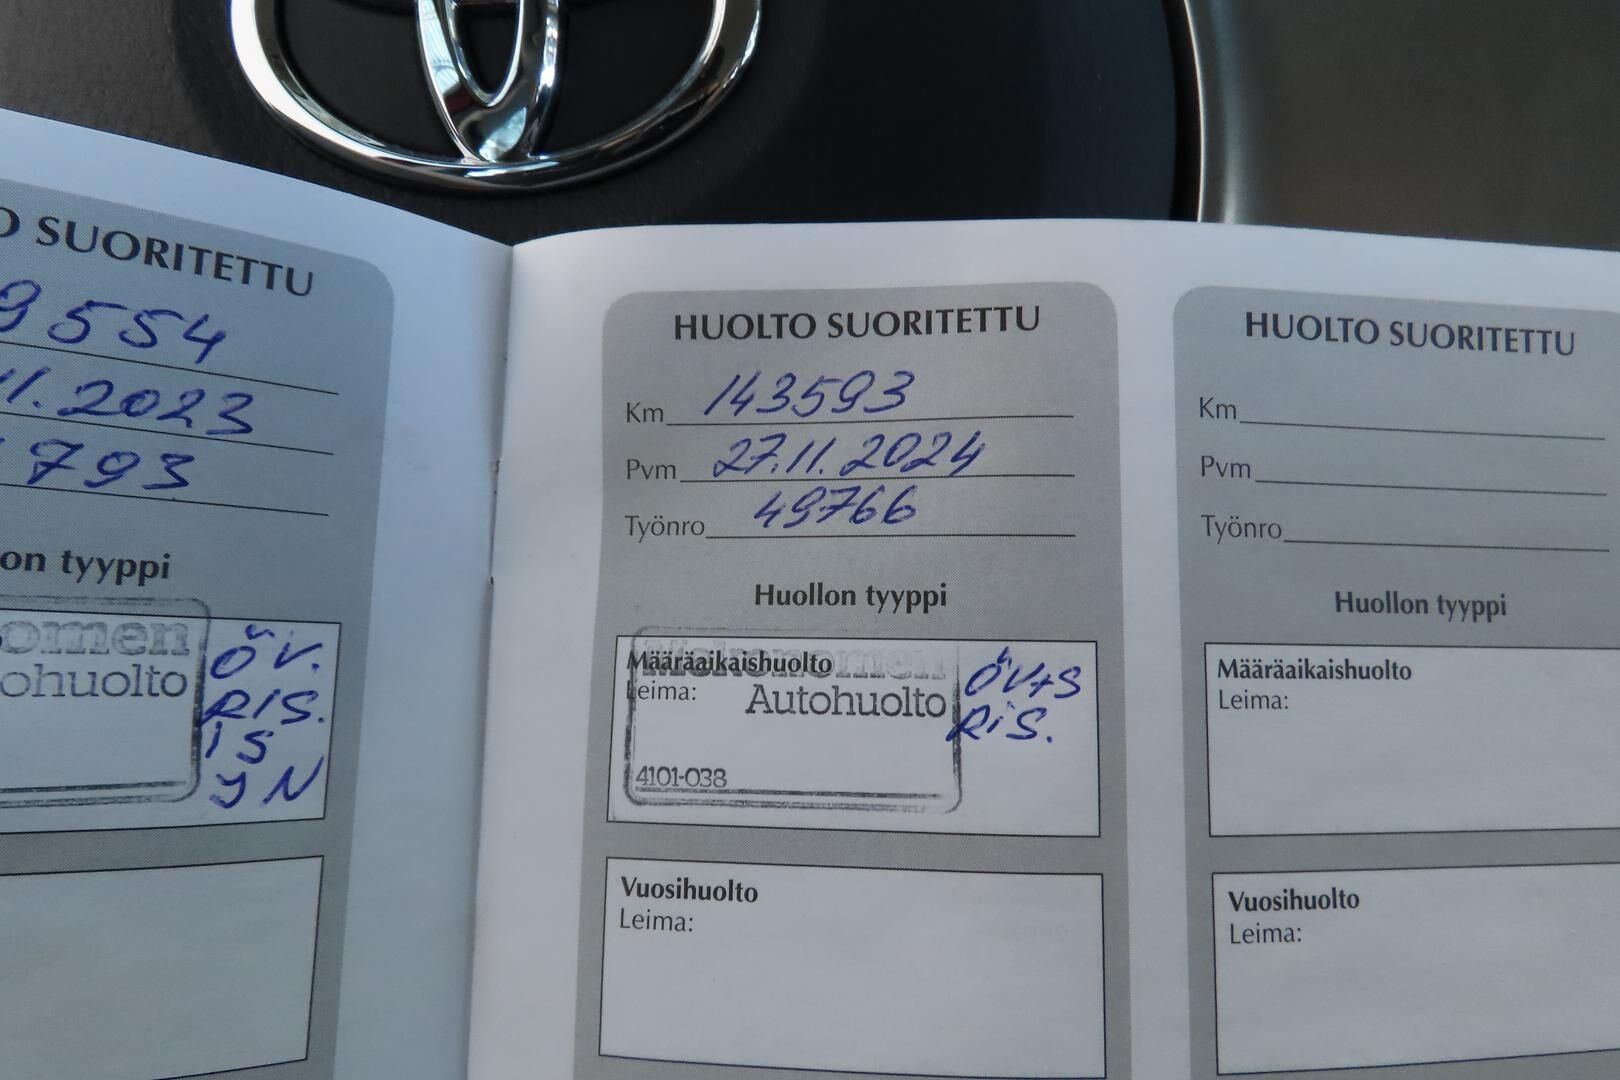 O SUORITETTU
9554
11.2023
793
on tyyppi
omen
ohuolto
ÖV.
RIS.
IS
JN
HUOLTO SUORITETTU
Km 143593
Pvm 27.11.2024
Työnro 49766
Huollon tyyppi
Mekonomen
Määräaikaishuolto
Leima:
Autohuolto
4101-038
ÖV+S
RiS.
Vuosihuolto
Leima:
HUOLTO SUORITETTU
Km
Pvm
Työnro
Huollon tyyppi
Määräaikaishuolto
Leima:
Vuosihuolto
Leima: